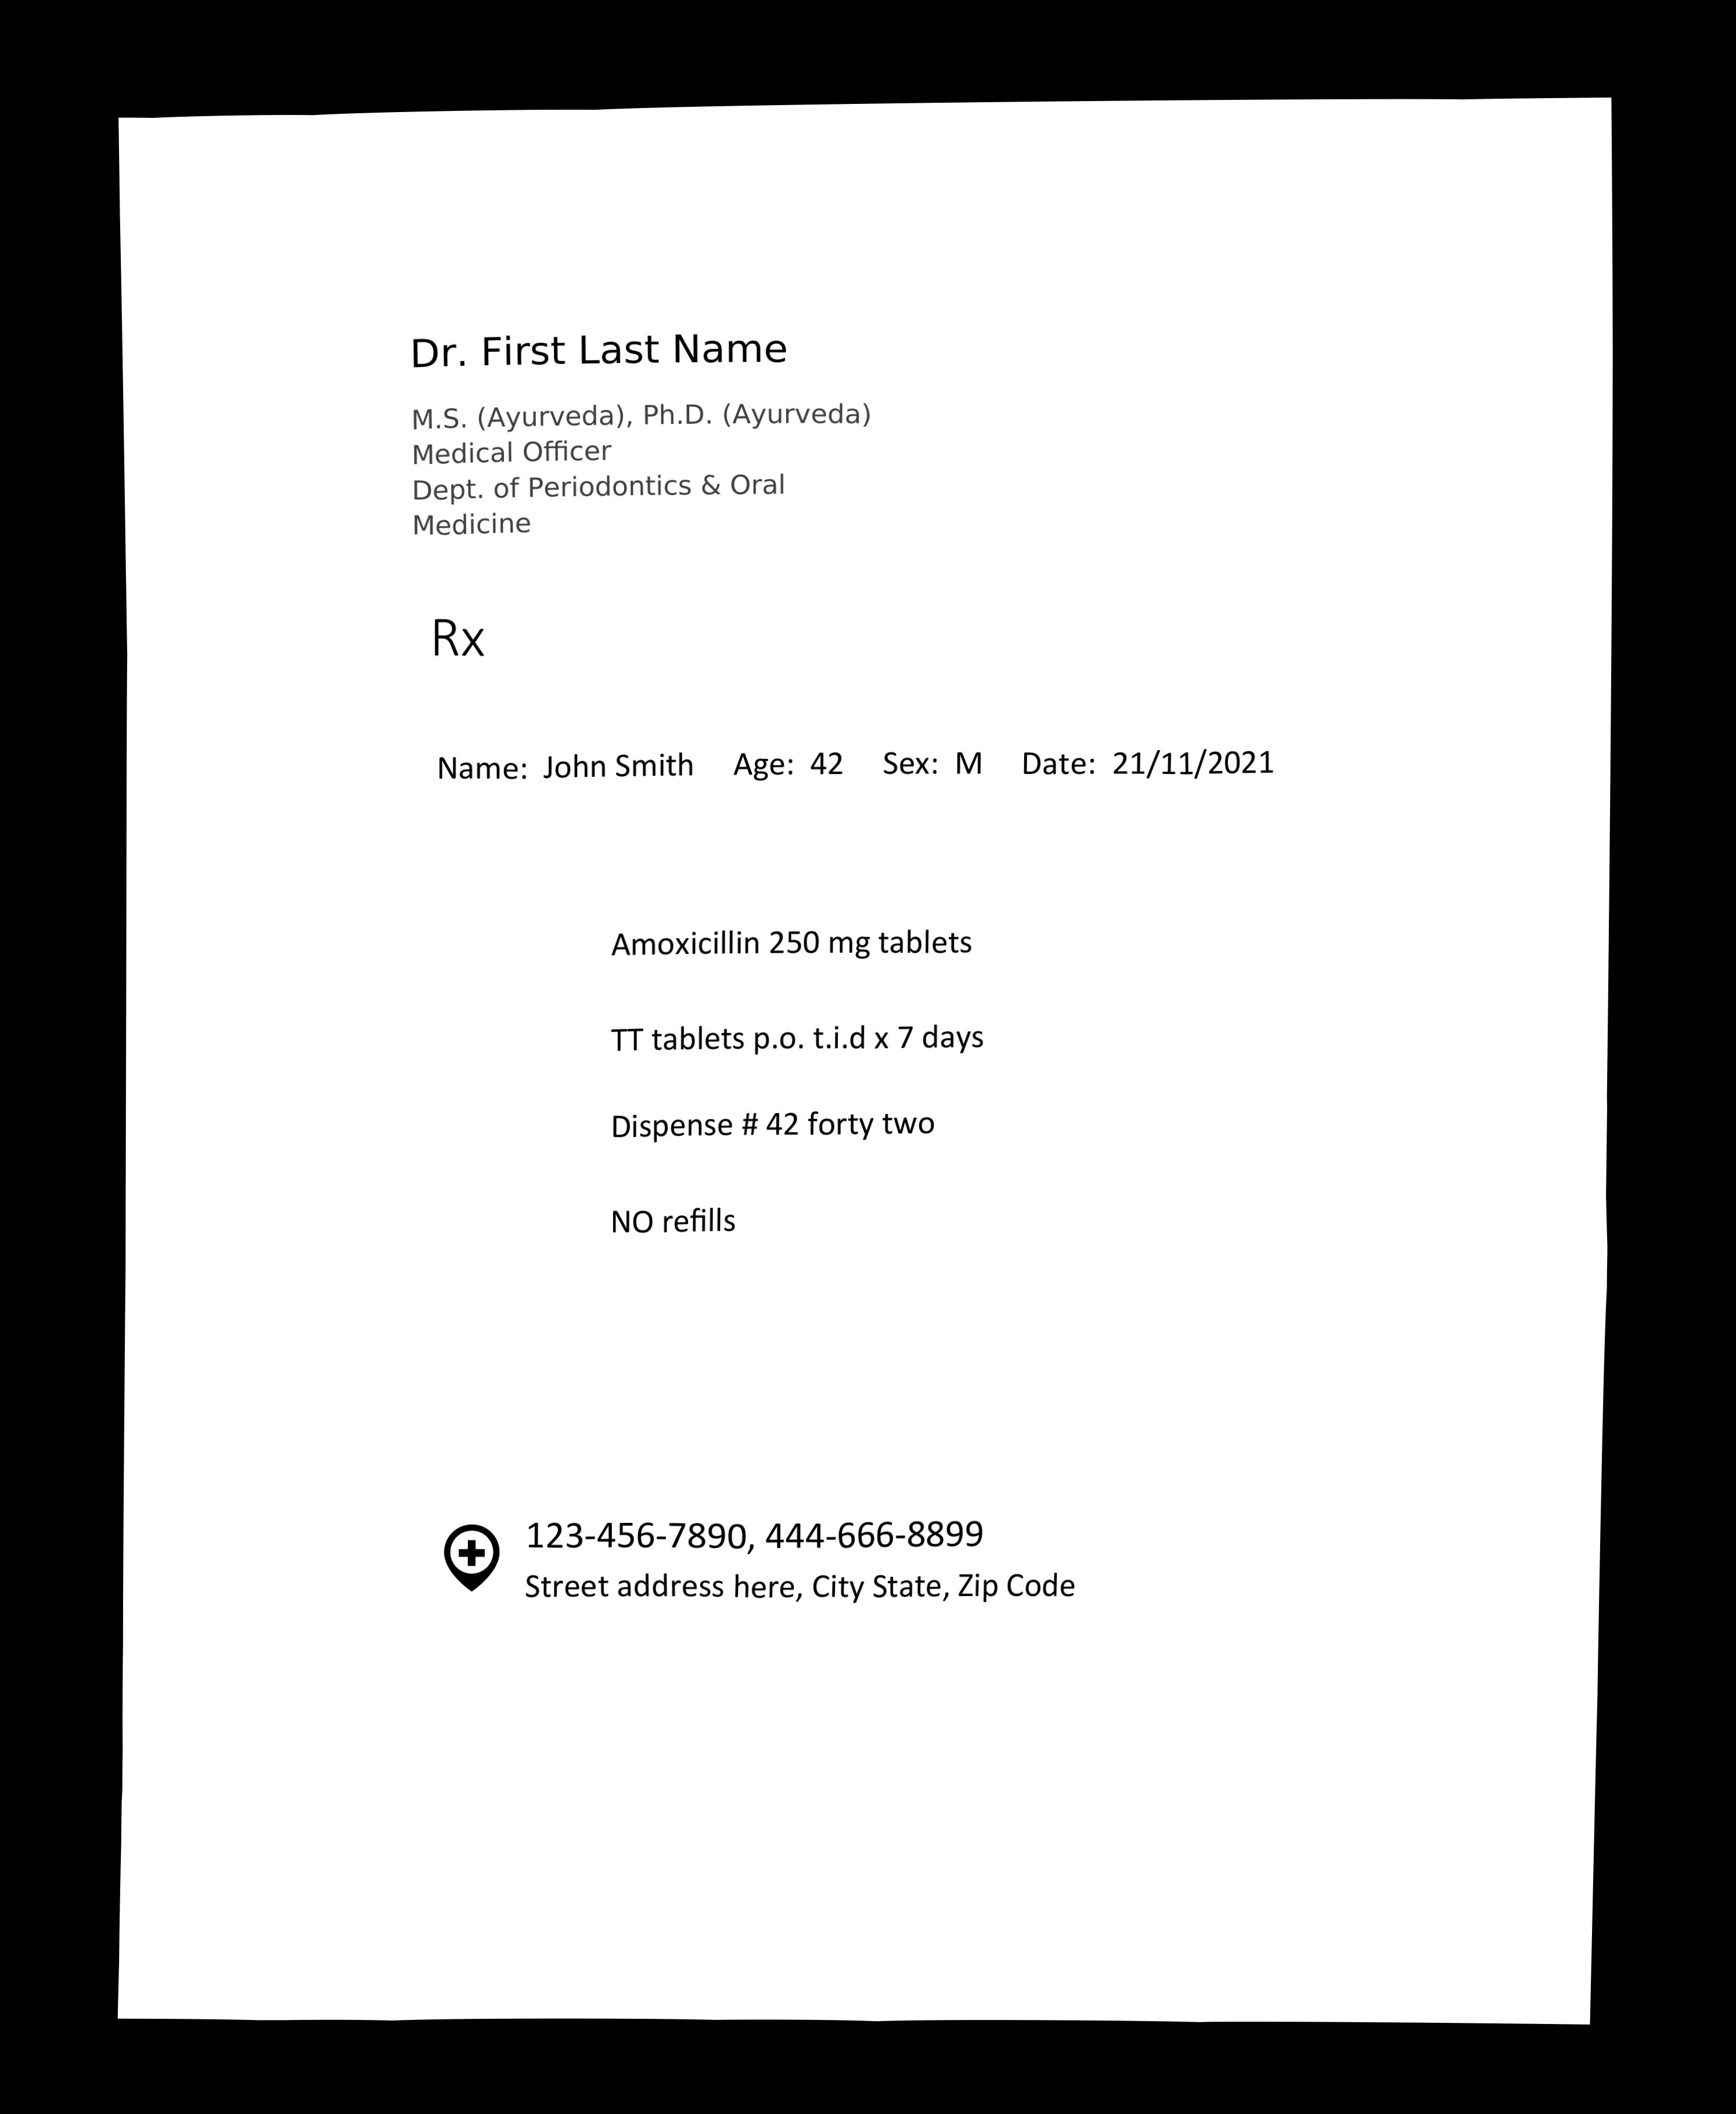 Dr. First Last Name
M.S. (Ayurveda), Ph.D. (Ayurveda)
Medical Officer
Dept. of Periodontics & Oral
Medicine
Rx
Name: John Smith Age: 42 Sex: M Date: 21/11/2021
Amoxicillin 250 mg tablets
TT tablets p.o. t.i.d x 7 days
Dispense # 42 forty two
NO refills
123-456-7890, 444-666-8899
Street address here, City State, Zip Code